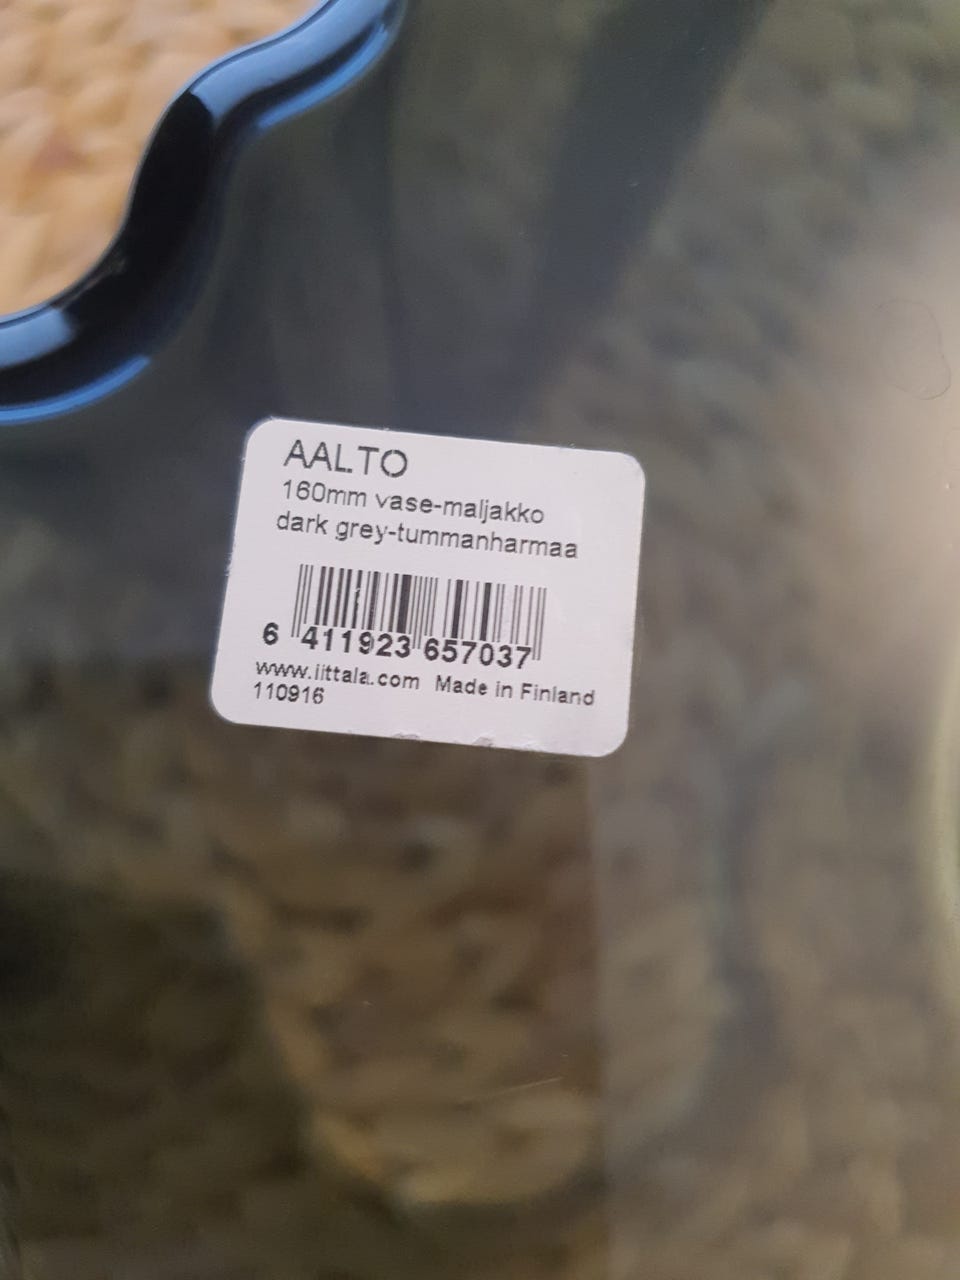 AALTO
160mm vase-maljakko
dark grey-tummanharmaa
6 411923 657037
www.iittala.com Made in Finland
110916